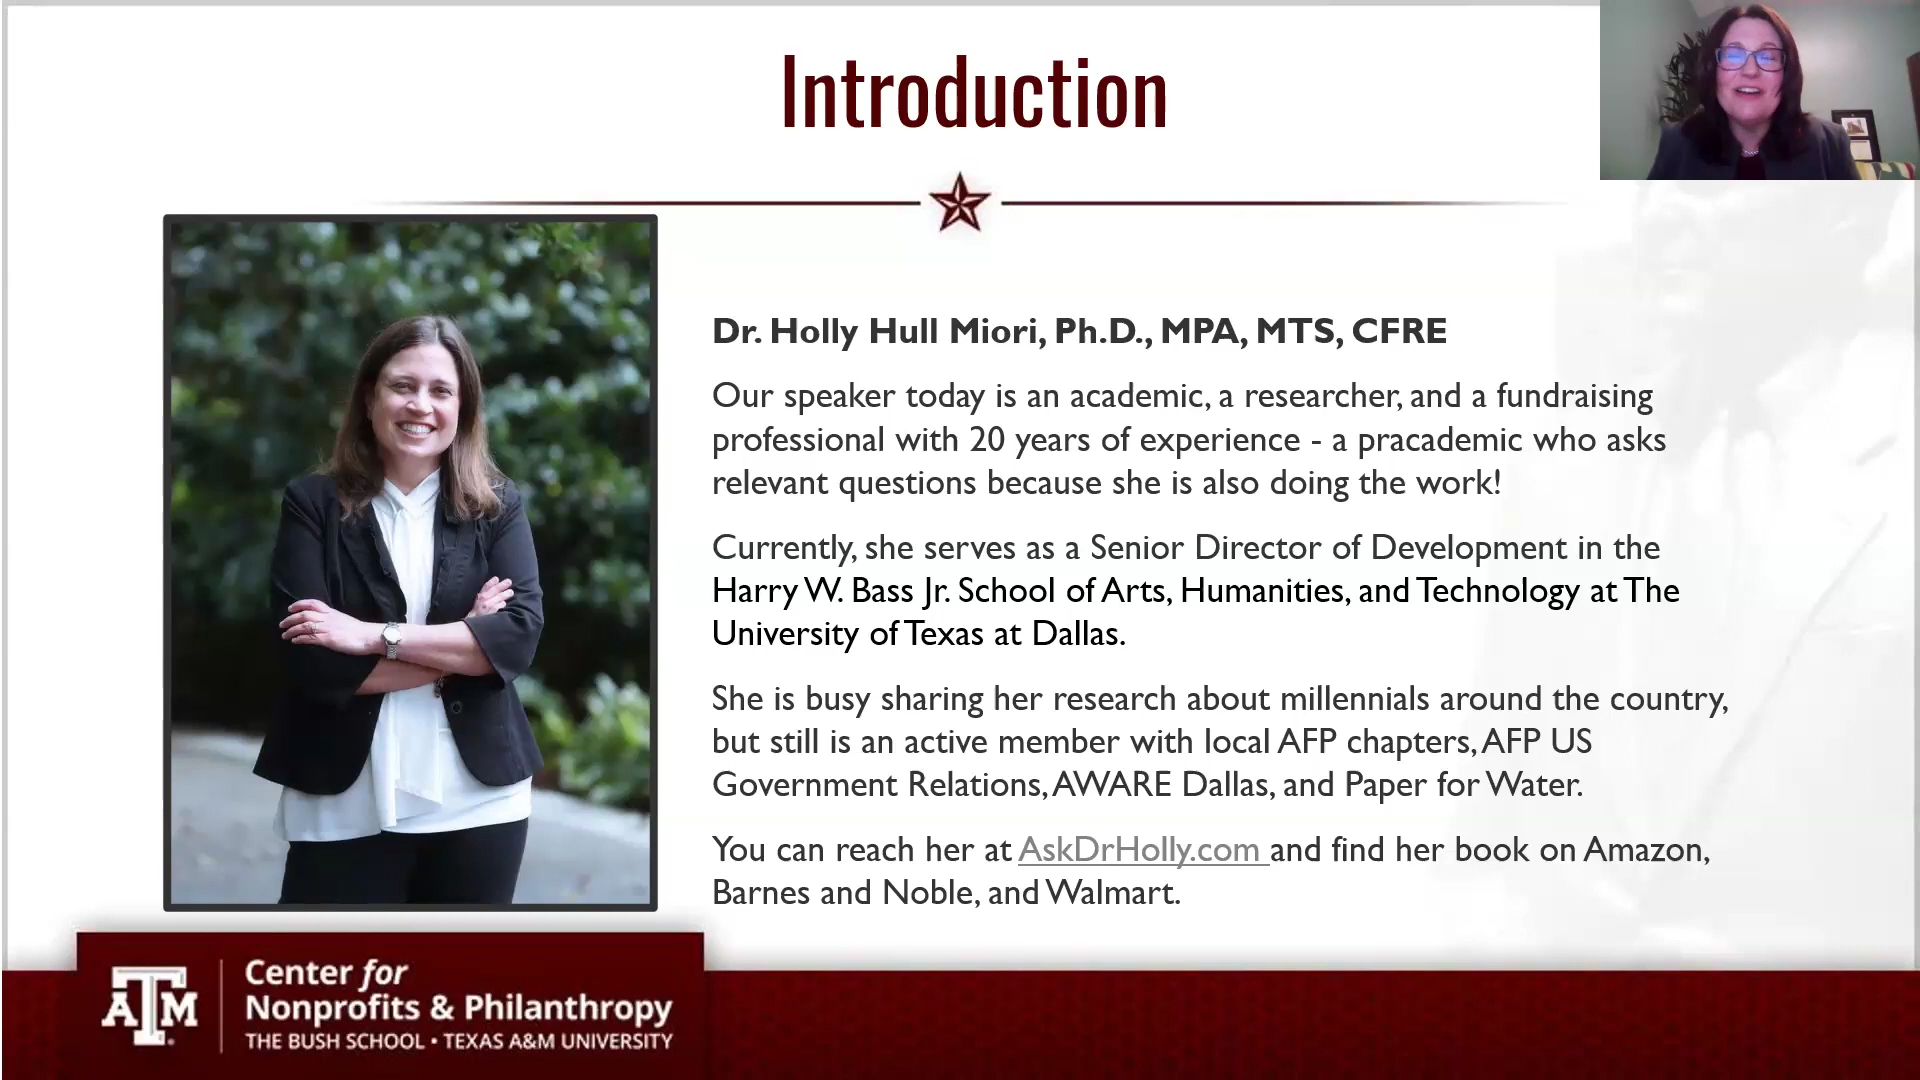 Introduction
Dr. Holly Hull Miori, Ph.D., MPA, MTS, CFRE
Our speaker today is an academic, a researcher, and a fundraising
professional with 20 years of experience - a pracademic who asks
relevant questions because she is also doing the work!
Currently, she serves as a Senior Director of Development in the
Harry W. Bass Jr. School of Arts, Humanities, and Technology at The
University of Texas at Dallas.
She is busy sharing her research about millennials around the country,
but still is an active member with local AFP chapters, AFP US
Government Relations, AWARE Dallas, and Paper for Water.
You can reach her at AskDrHolly.com and find her book on Amazon,
Barnes and Noble, and Walmart.
ATM
Center for
Nonprofits & Philanthropy
THE BUSH SCHOOL • TEXAS A&M UNIVERSITY